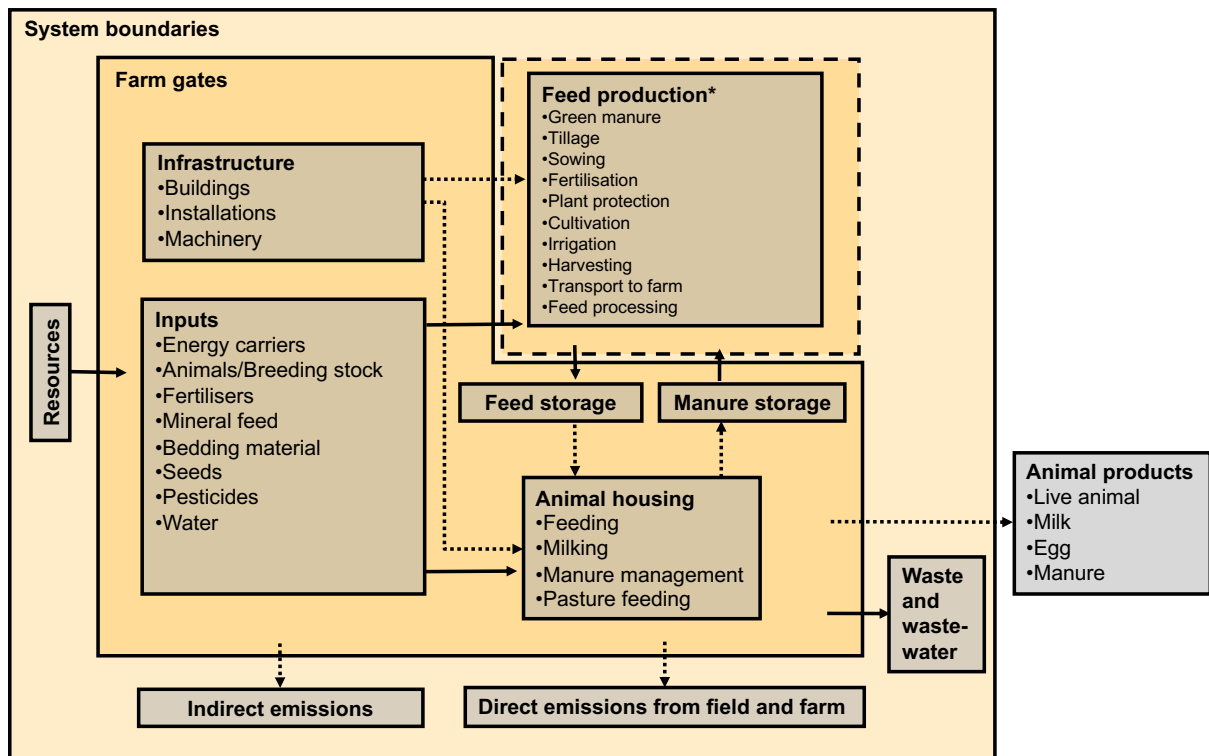 System boundaries
Farm gates
Infrastructure
•Buildings
•Installations
•Machinery
Feed production*
•Green manure
•Tillage
•Sowing
•Fertilisation
•Plant protection
•Cultivation
•Irrigation
•Harvesting
•Transport to farm
•Feed processing
Resources
Inputs
•Energy carriers
•Animals/Breeding stock
•Fertilisers
•Mineral feed
•Bedding material
•Seeds
•Pesticides
•Water
Feed storage
Manure storage
Animal housing
•Feeding
•Milking
•Manure management
•Pasture feeding
Animal products
•Live animal
•Milk
•Egg
•Manure
Waste
and
waste-
water
Indirect emissions
Direct emissions from field and farm